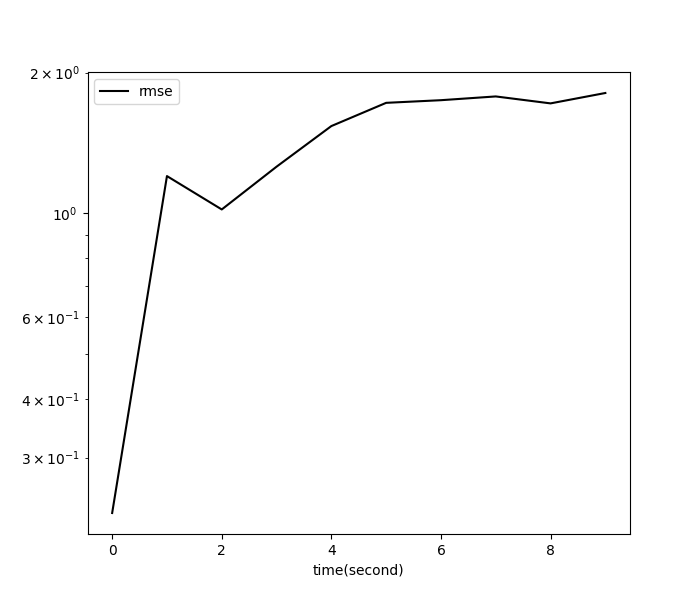 2 × 10⁰
rmse
10⁰
6 × 10⁻¹
4 × 10⁻¹
3 × 10⁻¹
0 2 4 6 8
time(second)